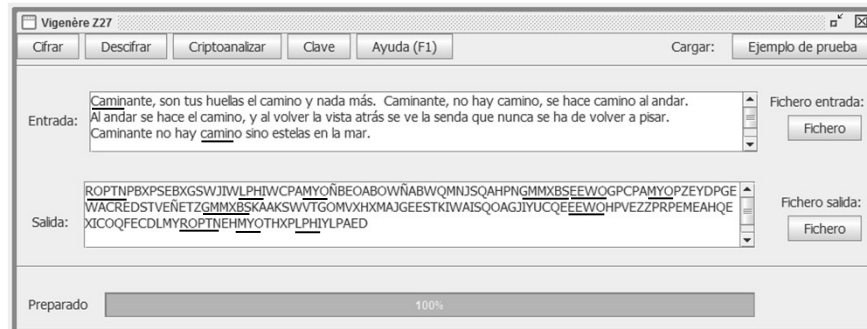 Vigenère Z27
Cifrar Descifrar Criptoanalizar Clave Ayuda (F1) Cargar: Ejemplo de prueba
Entrada:
Caminante, son tus huellas el camino y nada más. Caminante, no hay camino, se hace camino al andar.
Al andar se hace el camino, y al volver la vista atrás se ve la senda que nunca se ha de volver a pisar.
Caminante no hay camino sino estelas en la mar.
Fichero entrada:
Fichero
Salida:
ROPTNPBXPSEBXGSWJIWLPHIWCPAMYOÑBEOABOWÑABWQMNJSQAHPNGMMXBSEEWOGPCPAMYOPZEYDPGE
WACREDSTVEÑETZGMMXBSKAAKSWVTGOMVXHXMAJGEESTKIWAISQOAGJIYUCQEEEWOHPVEZZPRPEMEAHQE
XICOQFECDLMYROPTNEHMYOTHXPLPHIYLPAED
Fichero salida:
Fichero
Preparado 100%